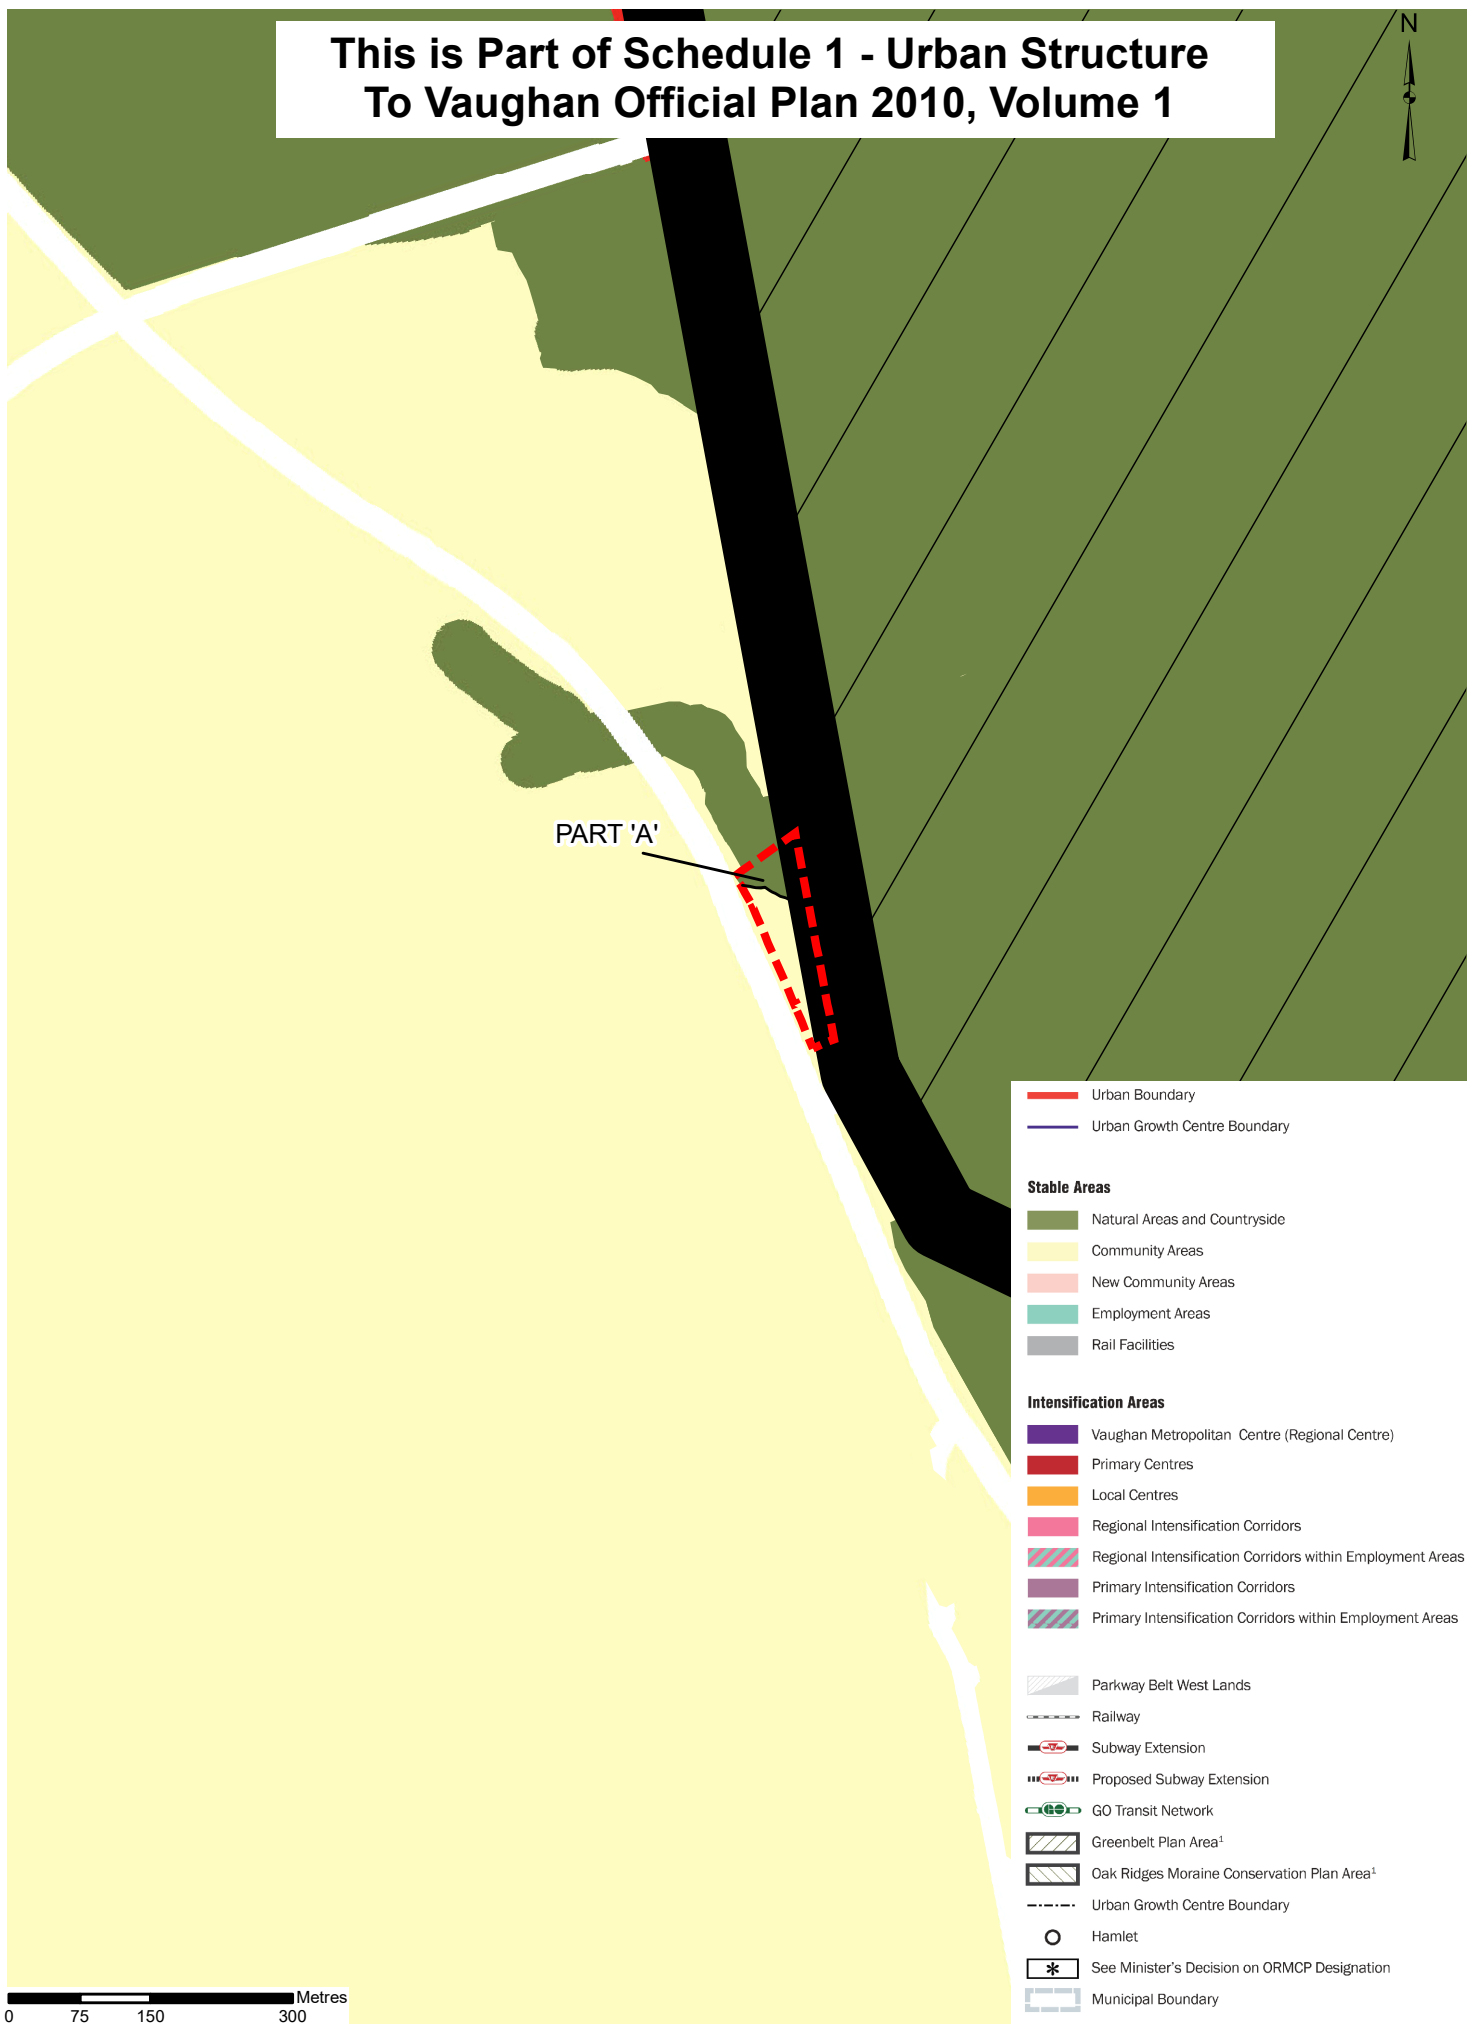 This is Part of Schedule 1 - Urban Structure
To Vaughan Official Plan 2010, Volume 1
N
PART 'A'
Urban Boundary
Urban Growth Centre Boundary
Stable Areas
Natural Areas and Countryside
Community Areas
New Community Areas
Employment Areas
Rail Facilities
Intensification Areas
Vaughan Metropolitan Centre (Regional Centre)
Primary Centres
Local Centres
Regional Intensification Corridors
Regional Intensification Corridors within Employment Areas
Primary Intensification Corridors
Primary Intensification Corridors within Employment Areas
Parkway Belt West Lands
Railway
Subway Extension
Proposed Subway Extension
GO GO Transit Network
Greenbelt Plan Area¹
Oak Ridges Moraine Conservation Plan Area¹
Urban Growth Centre Boundary
Hamlet
* See Minister's Decision on ORMCP Designation
Municipal Boundary
Metres
0 75 150 300